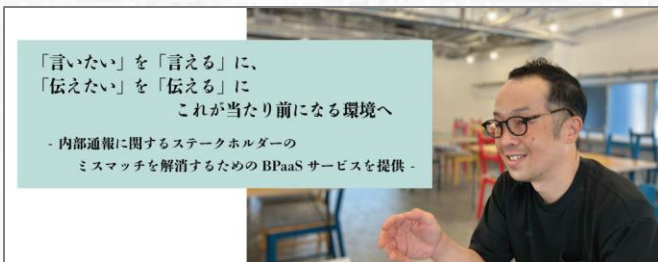 「言いたい」を「言える」に、
「伝えたい」を「伝える」に
これが当たり前になる環境へ
- 内部通報に関するステークホルダーの
ミスマッチを解消するための BPaaS サービスを提供 -